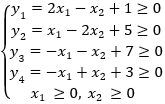 y₁ = 2x₁ − 2x₂ + 1 ≥ 0
y₂ = x₁ − 2x₂ + 5 ≥ 0
y₃ = −x₁ − x₂ + 7 ≥ 0
y₄ = −x₁ + x₂ + 3 ≥ 0
x₁ ≥ 0, x₂ ≥ 0